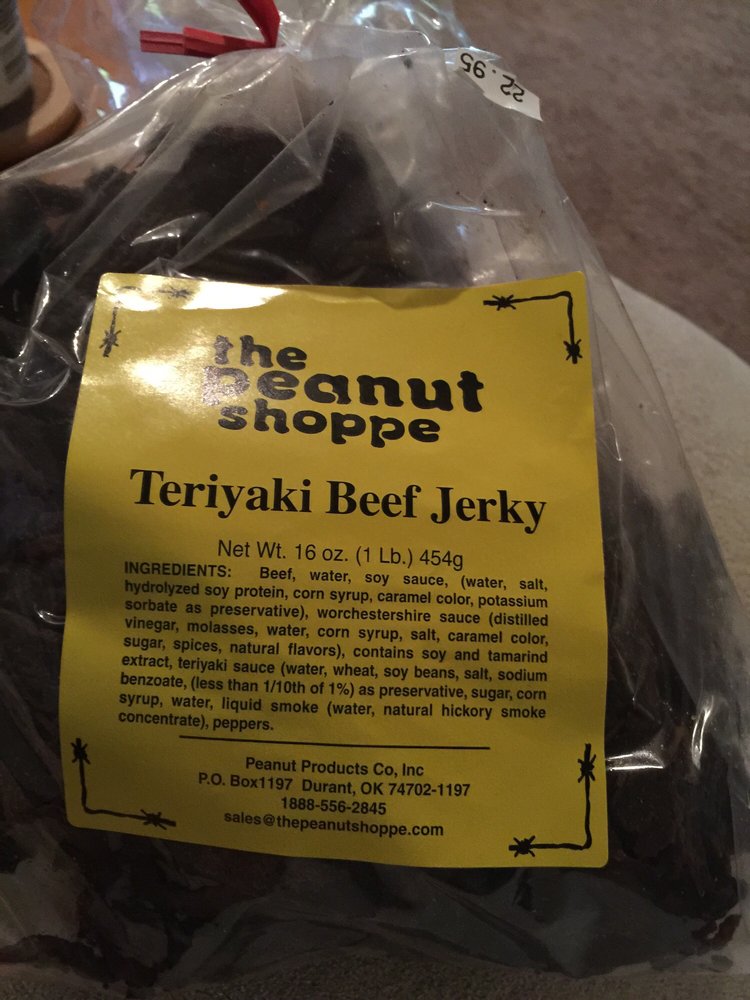 22.95
the
peanut
shoppe
Teriyaki Beef Jerky
Net Wt. 16 oz. (1 Lb.) 454g
INGREDIENTS: Beef, water, soy sauce, (water, salt,
hydrolyzed soy protein, corn syrup, caramel color, potassium
sorbate as preservative), worchestershire sauce (distilled
vinegar, molasses, water, corn syrup, salt, caramel color,
sugar, spices, natural flavors), contains soy and tamarind
extract, teriyaki sauce (water, wheat, soy beans, salt, sodium
benzoate, (less than 1/10th of 1%) as preservative, sugar, corn
syrup, water, liquid smoke (water, natural hickory smoke
concentrate), peppers.
Peanut Products Co, Inc
P.O. Box1197 Durant, OK 74702-1197
1888-556-2845
sales@thepeanutshoppe.com